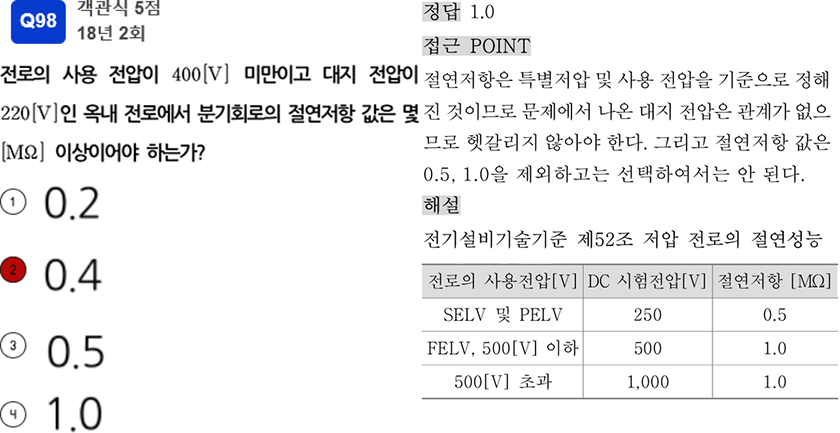 Q98
객관식 5점
18년 2회
전로의 사용 전압이 400[V] 미만이고 대지 전압이
220[V]인 옥내 전로에서 분기회로의 절연저항 값은 몇
[MΩ] 이상이어야 하는가?
1 0.2
2 0.4
3 0.5
4 1.0
정답 1.0
접근 POINT
절연저항은 특별저압 및 사용 전압을 기준으로 정해
진 것이므로 문제에서 나온 대지 전압은 관계가 없으
므로 헷갈리지 않아야 한다. 그리고 절연저항 값은
0.5, 1.0을 제외하고는 선택하여서는 안 된다.
해설
전기설비기술기준 제52조 저압 전로의 절연성능
전로의 사용전압[V] DC 시험전압[V] 절연저항 [MΩ]
SELV 및 PELV 250 0.5
FELV, 500[V] 이하 500 1.0
500[V] 초과 1,000 1.0